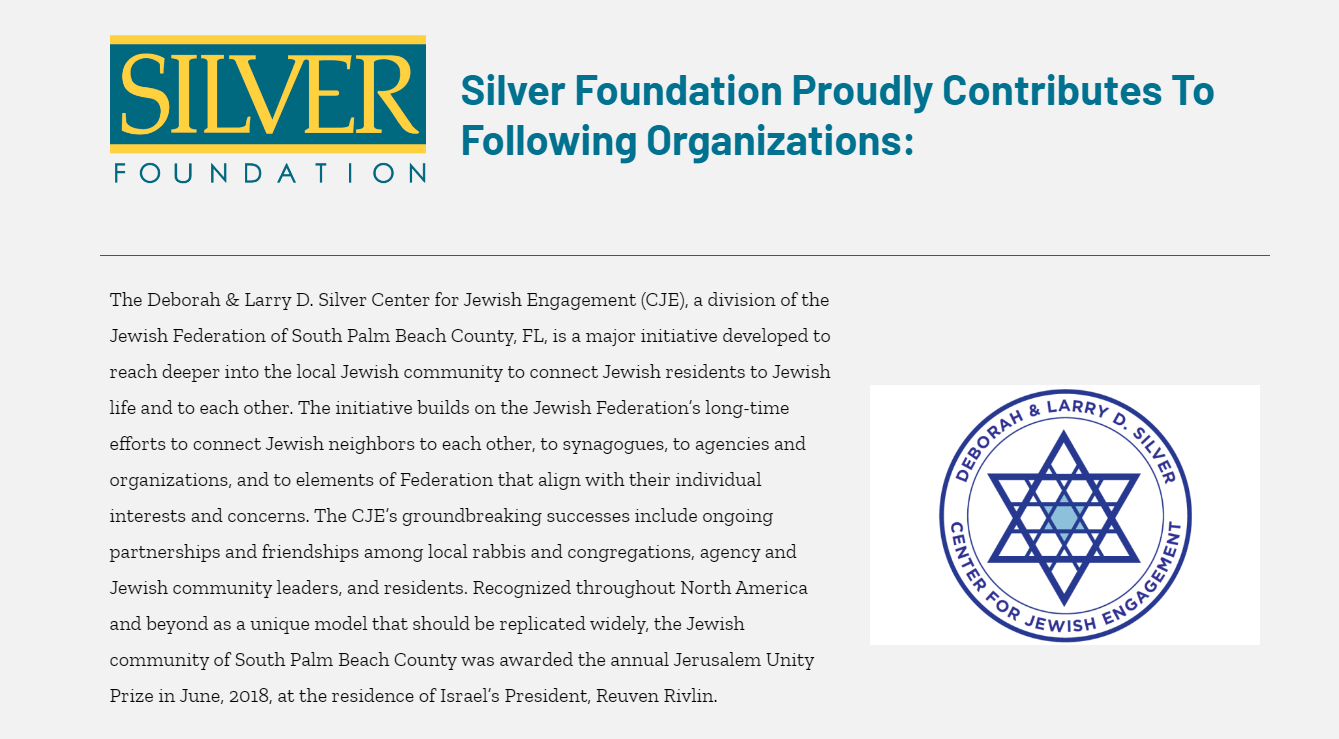 SILVER
FOUNDATION
Silver Foundation Proudly Contributes To
Following Organizations:
The Deborah & Larry D. Silver Center for Jewish Engagement (CJE), a division of the
Jewish Federation of South Palm Beach County, FL, is a major initiative developed to
reach deeper into the local Jewish community to connect Jewish residents to Jewish
life and to each other. The initiative builds on the Jewish Federation’s long-time
efforts to connect Jewish neighbors to each other, to synagogues, to agencies and
organizations, and to elements of Federation that align with their individual
interests and concerns. The CJE’s groundbreaking successes include ongoing
partnerships and friendships among local rabbis and congregations, agency and
Jewish community leaders, and residents. Recognized throughout North America
and beyond as a unique model that should be replicated widely, the Jewish
community of South Palm Beach County was awarded the annual Jerusalem Unity
Prize in June, 2018, at the residence of Israel’s President, Reuven Rivlin.
DEBORAH & LARRY D. SILVER
CENTER FOR JEWISH ENGAGEMENT